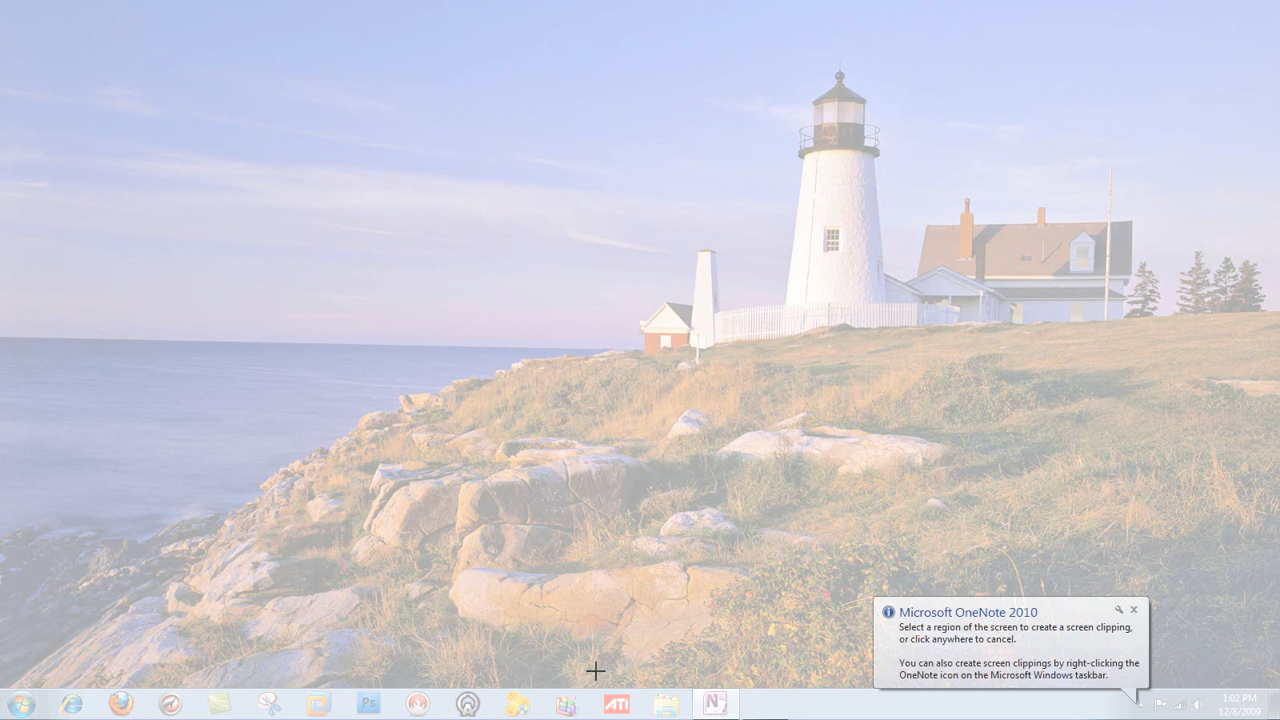 Microsoft OneNote 2010
Select a region of the screen to create a screen clipping,
or click anywhere to cancel.
You can also create screen clippings by right-clicking the
OneNote icon on the Microsoft Windows taskbar.
Ps
ATI
N
1:02 PM
12/8/2009